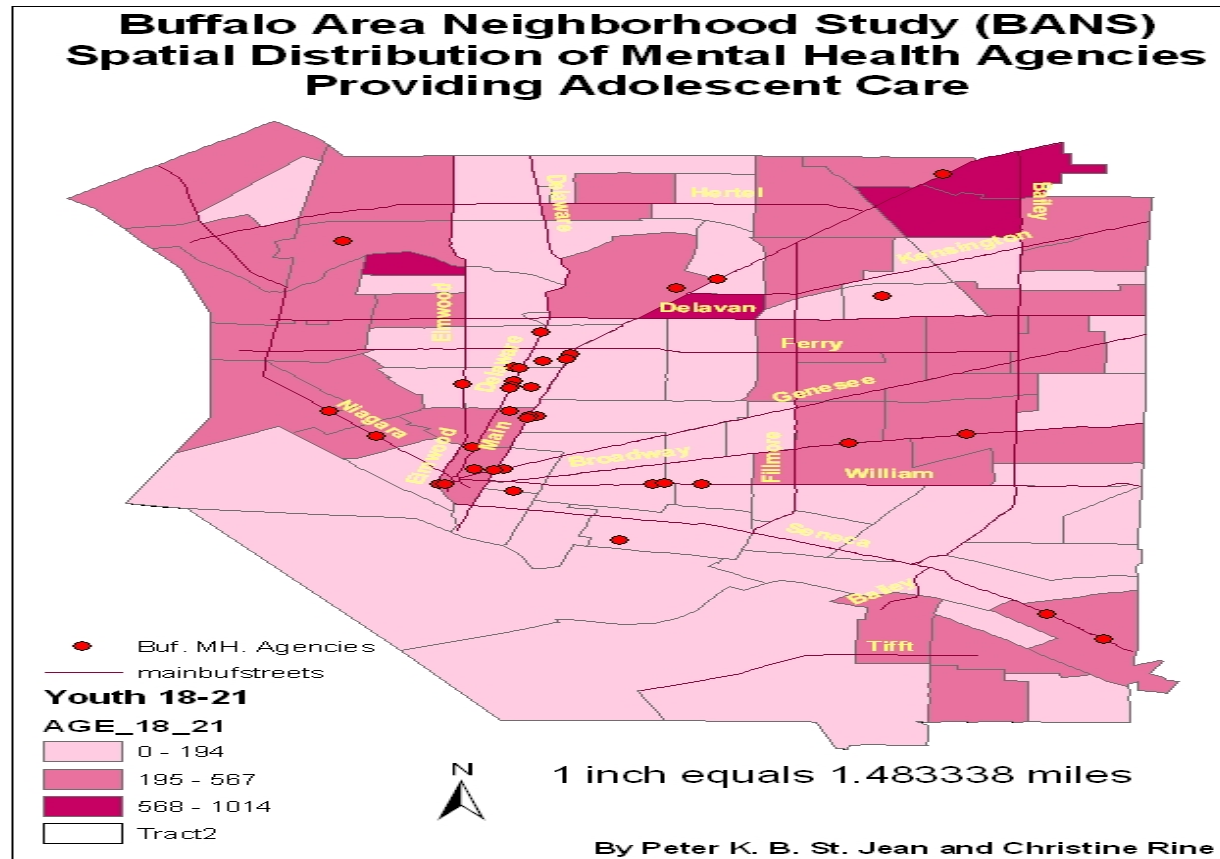 Buffalo Area Neighborhood Study (BANS)
Spatial Distribution of Mental Health Agencies
Providing Adolescent Care
Hertel
Delaware
Bailey
Kensington
Elmwood
Delavan
Delaware
Ferry
Genesee
Niagara
Elmwood
Main
Broadway
Fillmore
William
Seneca
Bailey
Tifft
Buf. MH. Agencies
mainbufstreets
Youth 18-21
AGE_18_21
0 - 194
195 - 567
568 - 1014
Tract2
N
1 inch equals 1.483338 miles
By Peter K. B. St. Jean and Christine Rine